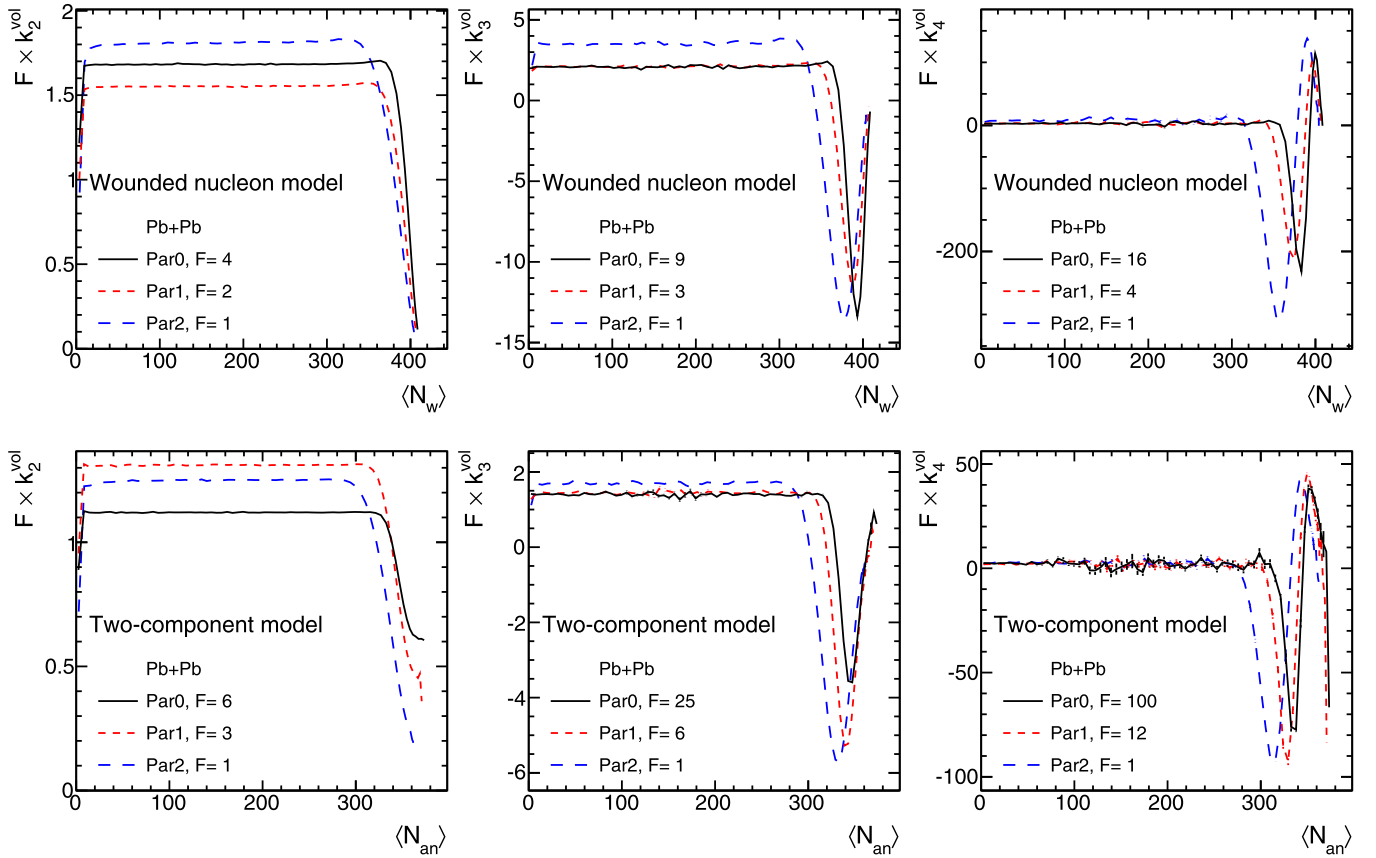 F × k₂ᵛᵒˡ
2
1.5
1
0.5
0
Wounded nucleon model
Pb+Pb
Par0, F= 4
Par1, F= 2
Par2, F= 1
0 100 200 300 400
⟨N_w⟩
F × k₃ᵛᵒˡ
5
0
-5
-10
-15
Wounded nucleon model
Pb+Pb
Par0, F= 9
Par1, F= 3
Par2, F= 1
0 100 200 300 400
⟨N_w⟩
F × k₄ᵛᵒˡ
0
-200
Wounded nucleon model
Pb+Pb
Par0, F= 16
Par1, F= 4
Par2, F= 1
0 100 200 300 400
⟨N_w⟩
F × k₂ᵛᵒˡ
1
0.5
0
Two-component model
Pb+Pb
Par0, F= 6
Par1, F= 3
Par2, F= 1
0 100 200 300
⟨N_an⟩
F × k₃ᵛᵒˡ
2
0
-2
-4
-6
Two-component model
Pb+Pb
Par0, F= 25
Par1, F= 6
Par2, F= 1
0 100 200 300
⟨N_an⟩
F × k₄ᵛᵒˡ
50
0
-50
-100
Two-component model
Pb+Pb
Par0, F= 100
Par1, F= 12
Par2, F= 1
0 100 200 300
⟨N_an⟩